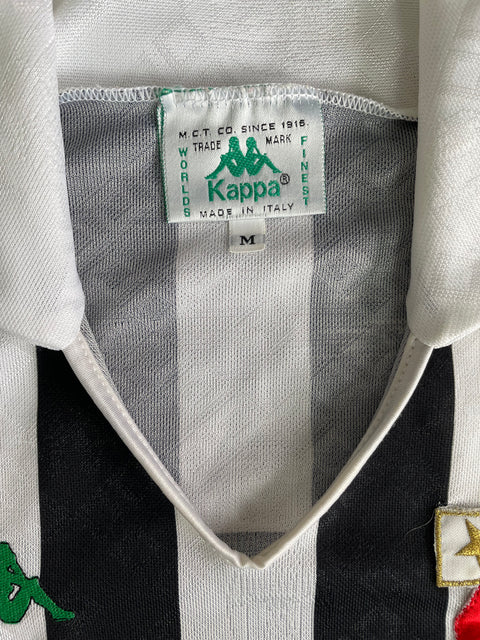 M.C.T. CO. SINCE 1916.
TRADE MARK
WORLDS
FINEST
Kappa®
MADE IN ITALY
M